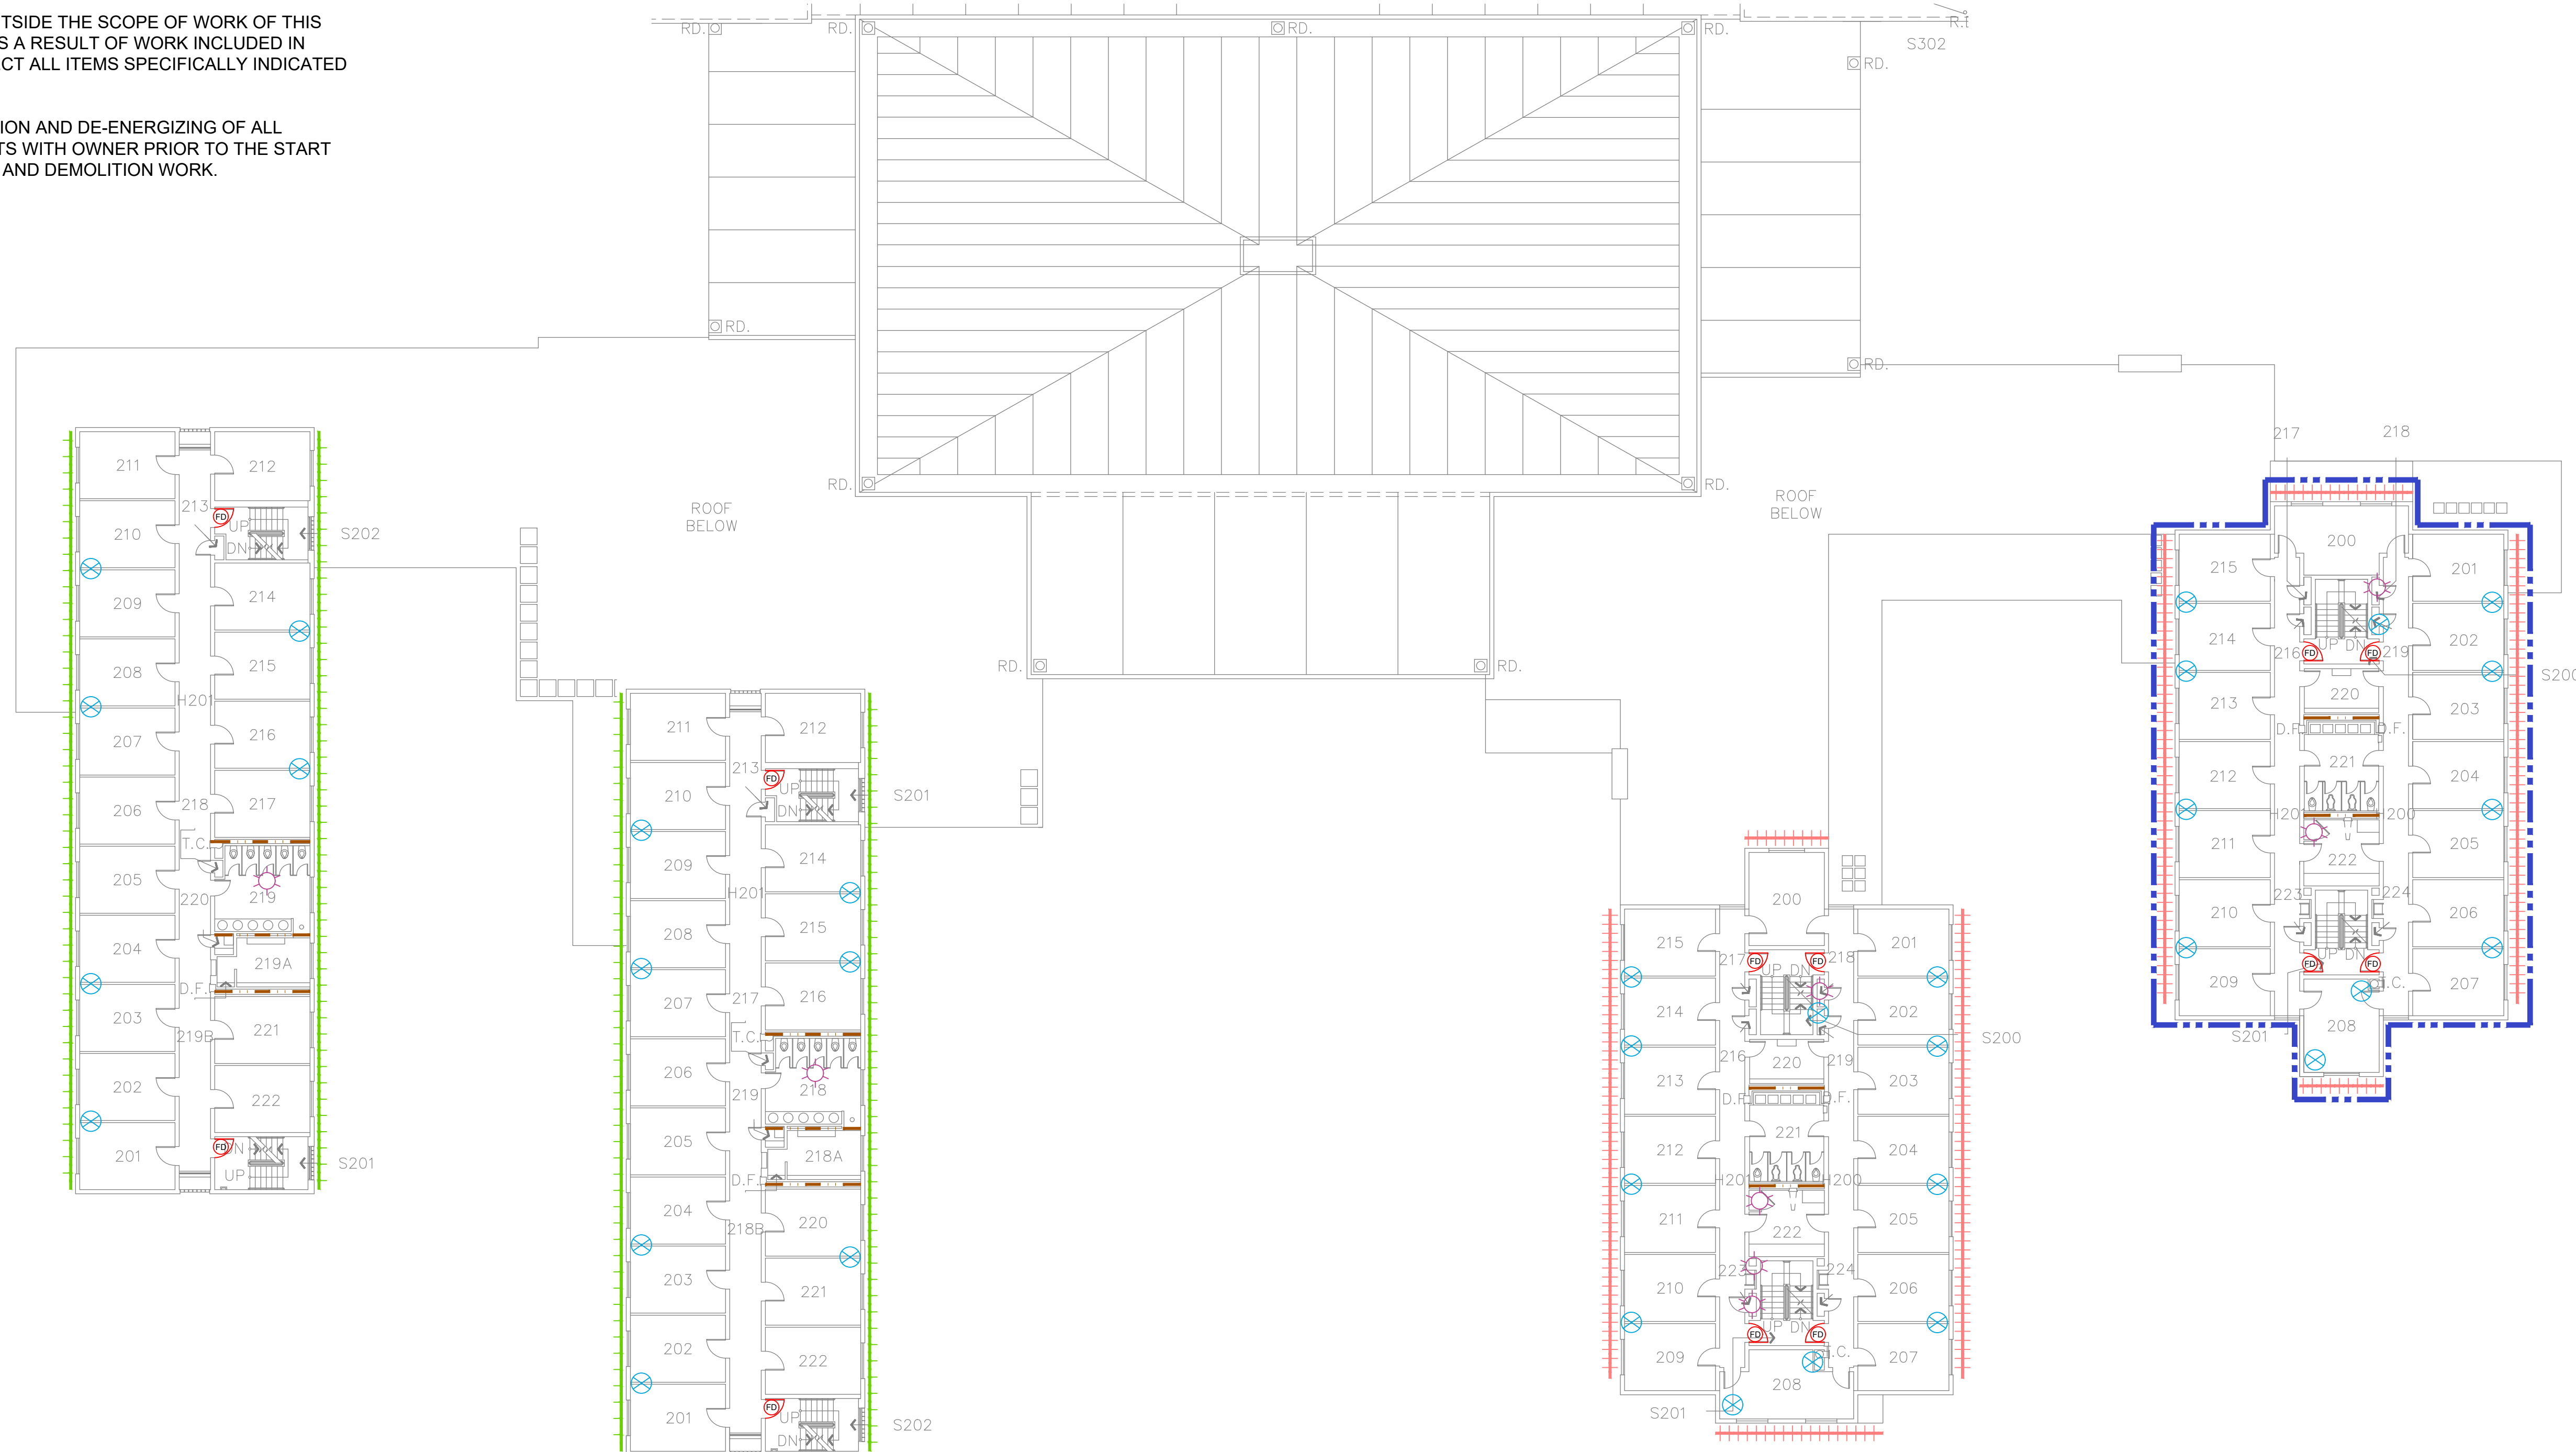 TSIDE THE SCOPE OF WORK OF THIS
S A RESULT OF WORK INCLUDED IN
CT ALL ITEMS SPECIFICALLY INDICATED
ION AND DE-ENERGIZING OF ALL
TS WITH OWNER PRIOR TO THE START
AND DEMOLITION WORK.
RD.
RD.
RD.
RD.
S302
R.D
RD.
RD.
RD.
RD.
RD.
RD.
RD.
ROOF
BELOW
ROOF
BELOW
211
212
213
FD
UP
S202
210
DN
209
214
215
208
H201
216
207
206
218
217
T.C.
205
220
219
204
219A
D.F.
203
219B
221
202
222
FD
DN
201
UP
S201
211
212
213
FD
UP
210
S201
DN
209
214
H201
215
208
217
216
207
T.C.
206
219
218
205
218A
D.F.
204
218B
220
203
221
202
222
FD
201
UP
S202
DN
200
215
201
217
FD
UP
DN
FD
218
214
202
S200
216
220
219
213
203
D.F.
D.F.
221
212
204
H201
H200
211
222
205
223
224
210
206
UP
DN
FD
FD
T.C.
209
207
208
S201
217
218
200
215
201
214
UP
DN
202
216
FD
FD
219
S200
220
213
203
D.F.
D.F.
221
212
204
H201
H200
211
222
205
223
224
210
206
UP
DN
FD
FD
209
T.C.
207
208
S201